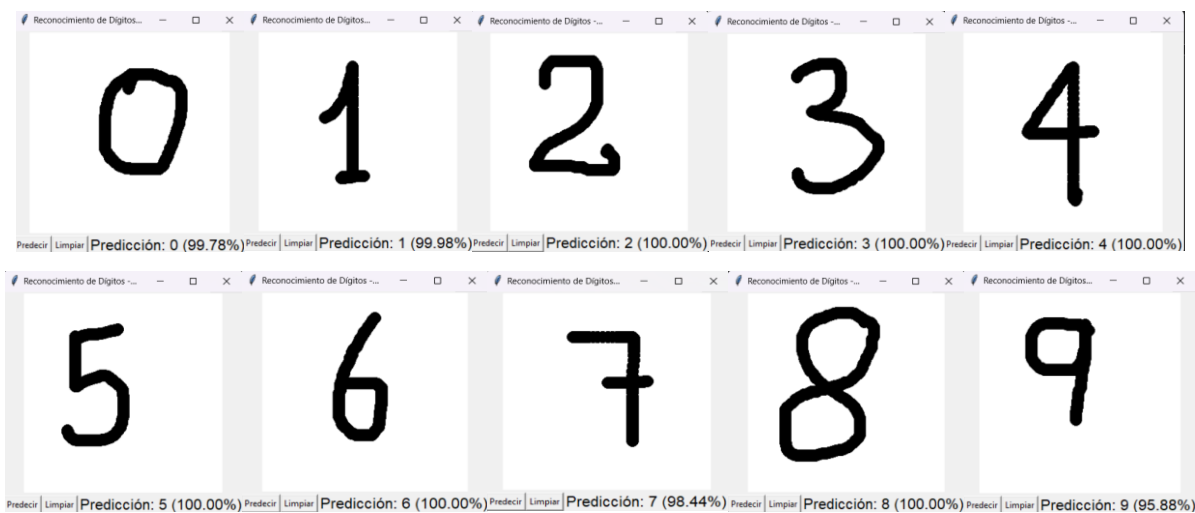 Reconocimiento de Dígitos...
0
Predecir Limpiar Predicción: 0 (99.78%)
Reconocimiento de Dígitos...
1
Predecir Limpiar Predicción: 1 (99.98%)
Reconocimiento de Dígitos -...
2
Predecir Limpiar Predicción: 2 (100.00%)
Reconocimiento de Dígitos -...
3
Predecir Limpiar Predicción: 3 (100.00%)
Reconocimiento de Dígitos -...
4
Predecir Limpiar Predicción: 4 (100.00%)
Reconocimiento de Dígitos -...
5
Predecir Limpiar Predicción: 5 (100.00%)
Reconocimiento de Dígitos -...
6
Predecir Limpiar Predicción: 6 (100.00%)
Reconocimiento de Dígitos...
7
Predecir Limpiar Predicción: 7 (98.44%)
Reconocimiento de Dígitos -...
8
Predecir Limpiar Predicción: 8 (100.00%)
Reconocimiento de Dígitos...
9
Predecir Limpiar Predicción: 9 (95.88%)